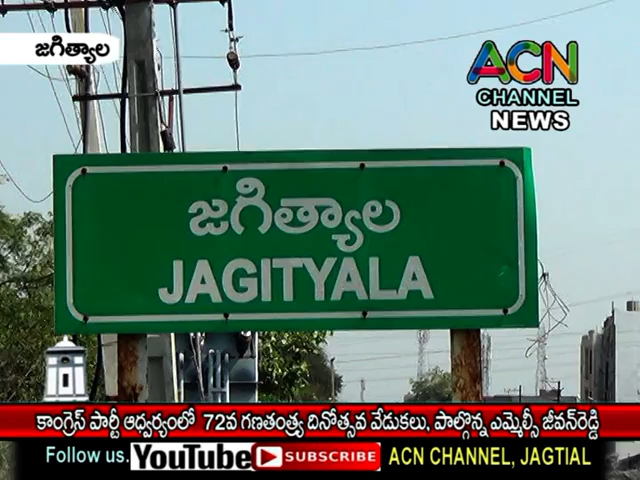 జగిత్యాల
ACN
CHANNEL
NEWS
జగిత్యాల
JAGITYALA
కాంగ్రెస్ పార్టీ ఆధ్వర్యంలో 72వ గణతంత్ర్య దినోత్సవ వేడుకలు. పాల్గొన్న ఎమ్మెల్సీ జీవన్‌రెడ్డి
Follow us. YouTube SUBSCRIBE ACN CHANNEL, JAGTIAL